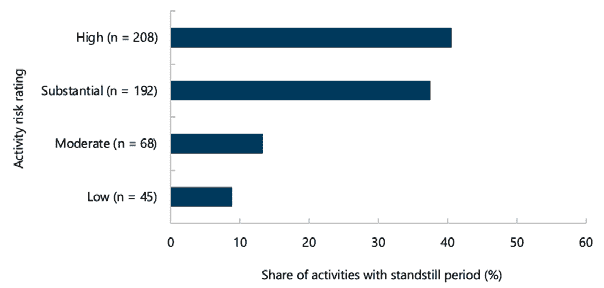 Activity risk rating
High (n = 208)
Substantial (n = 192)
Moderate (n = 68)
Low (n = 45)
0 10 20 30 40 50 60
Share of activities with standstill period (%)